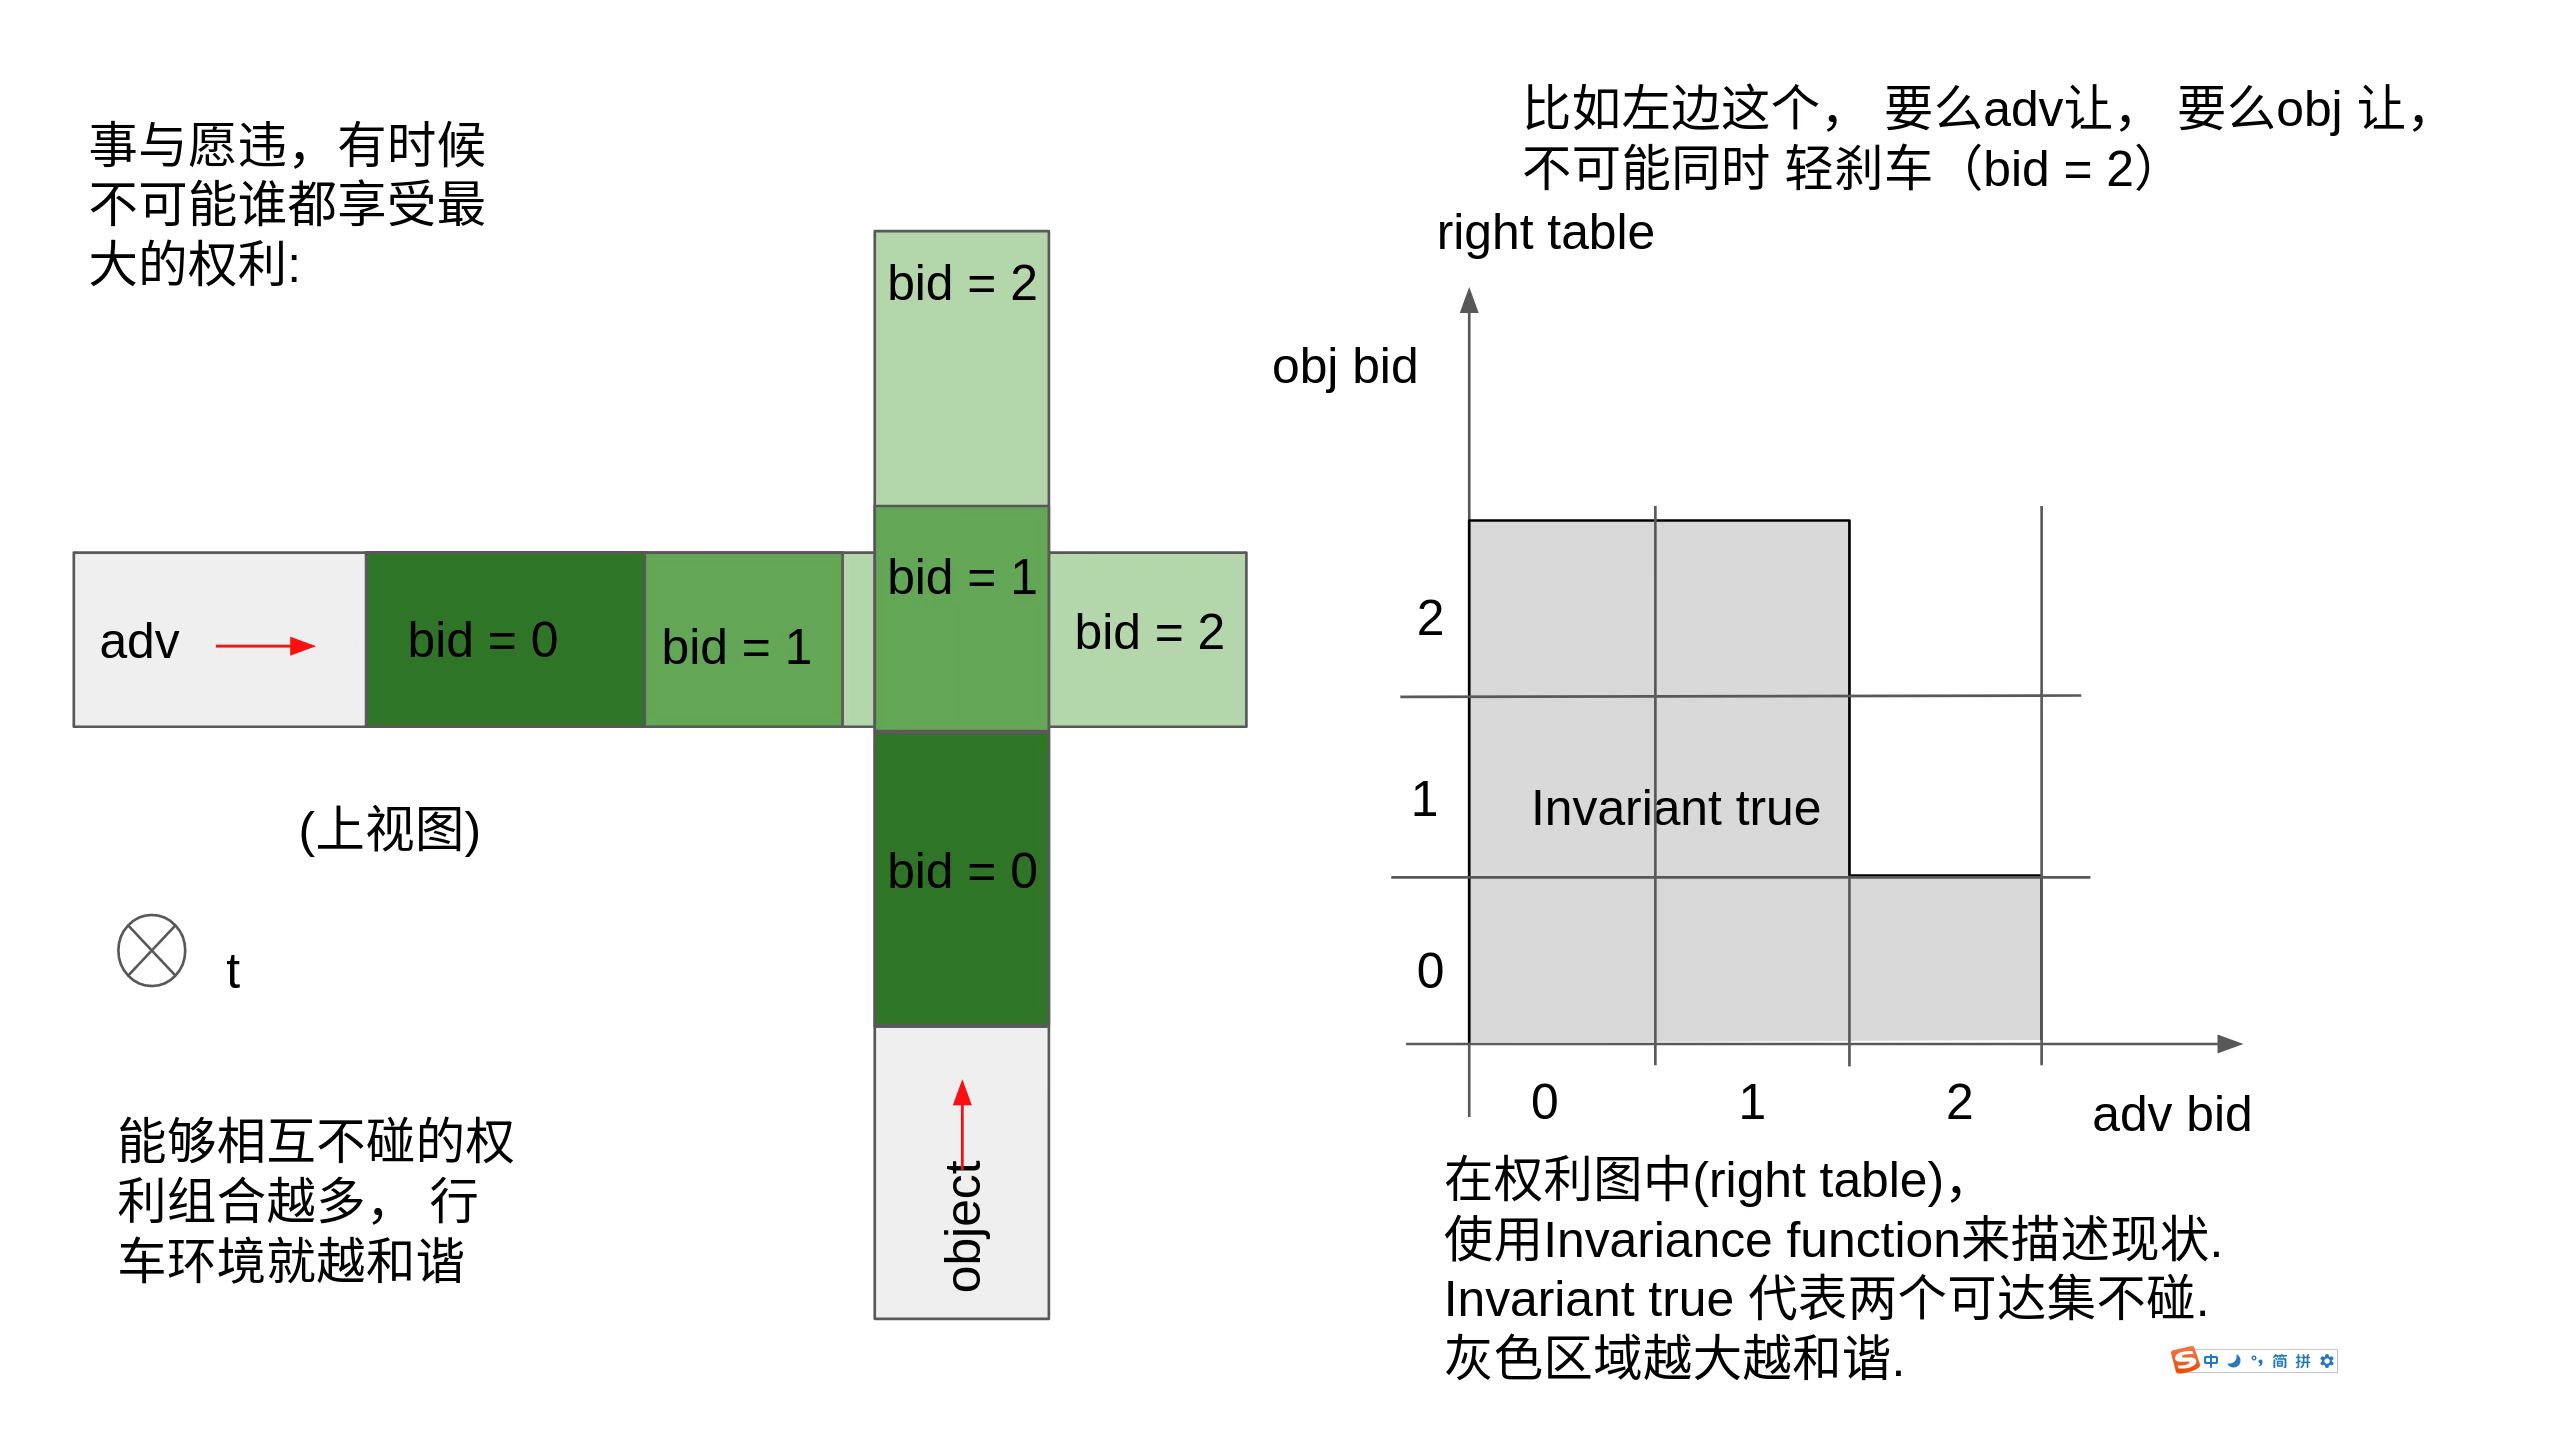 事与愿违，有时候
不可能谁都享受最
大的权利:
比如左边这个， 要么adv让， 要么obj 让，
不可能同时 轻刹车（bid = 2）
right table
bid = 2
obj bid
bid = 1
adv
bid = 0
bid = 1
bid = 2
2
1
Invariant true
0
(上视图)
bid = 0
t
object
0
1
2
adv bid
能够相互不碰的权
利组合越多， 行
车环境就越和谐
在权利图中(right table)，
使用Invariance function来描述现状.
Invariant true 代表两个可达集不碰.
灰色区域越大越和谐.
S 中 简 拼